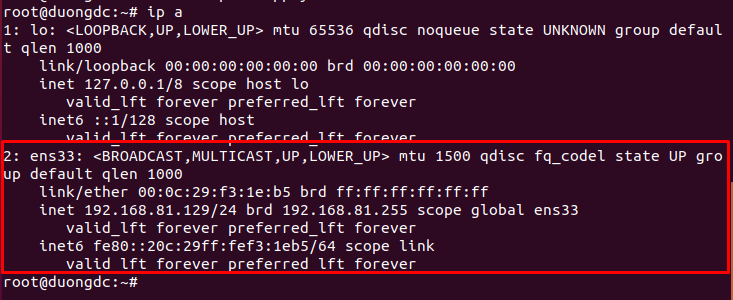 root@duongdc:~# ip a
1: lo: <LOOPBACK,UP,LOWER_UP> mtu 65536 qdisc noqueue state UNKNOWN group defaul
t qlen 1000
    link/loopback 00:00:00:00:00:00 brd 00:00:00:00:00:00
    inet 127.0.0.1/8 scope host lo
       valid_lft forever preferred_lft forever
    inet6 ::1/128 scope host
       valid_lft forever preferred_lft forever
2: ens33: <BROADCAST,MULTICAST,UP,LOWER_UP> mtu 1500 qdisc fq_codel state UP gro
up default qlen 1000
    link/ether 00:0c:29:f3:1e:b5 brd ff:ff:ff:ff:ff:ff
    inet 192.168.81.129/24 brd 192.168.81.255 scope global ens33
       valid_lft forever preferred_lft forever
    inet6 fe80::20c:29ff:fef3:1eb5/64 scope link
       valid_lft forever preferred_lft forever
root@duongdc:~#